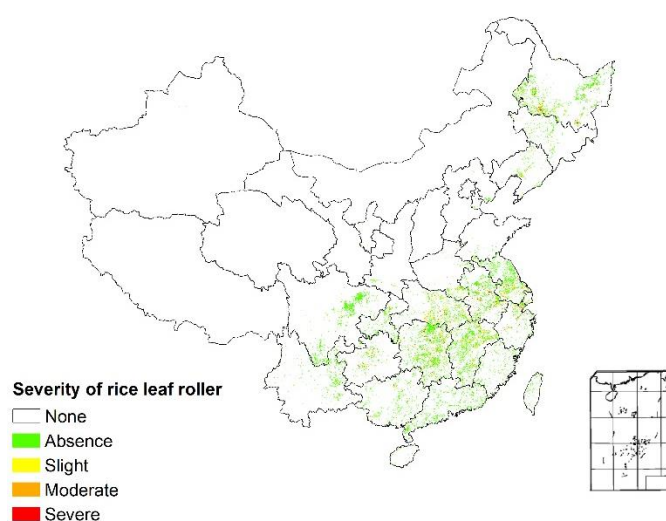 Severity of rice leaf roller
None
Absence
Slight
Moderate
Severe